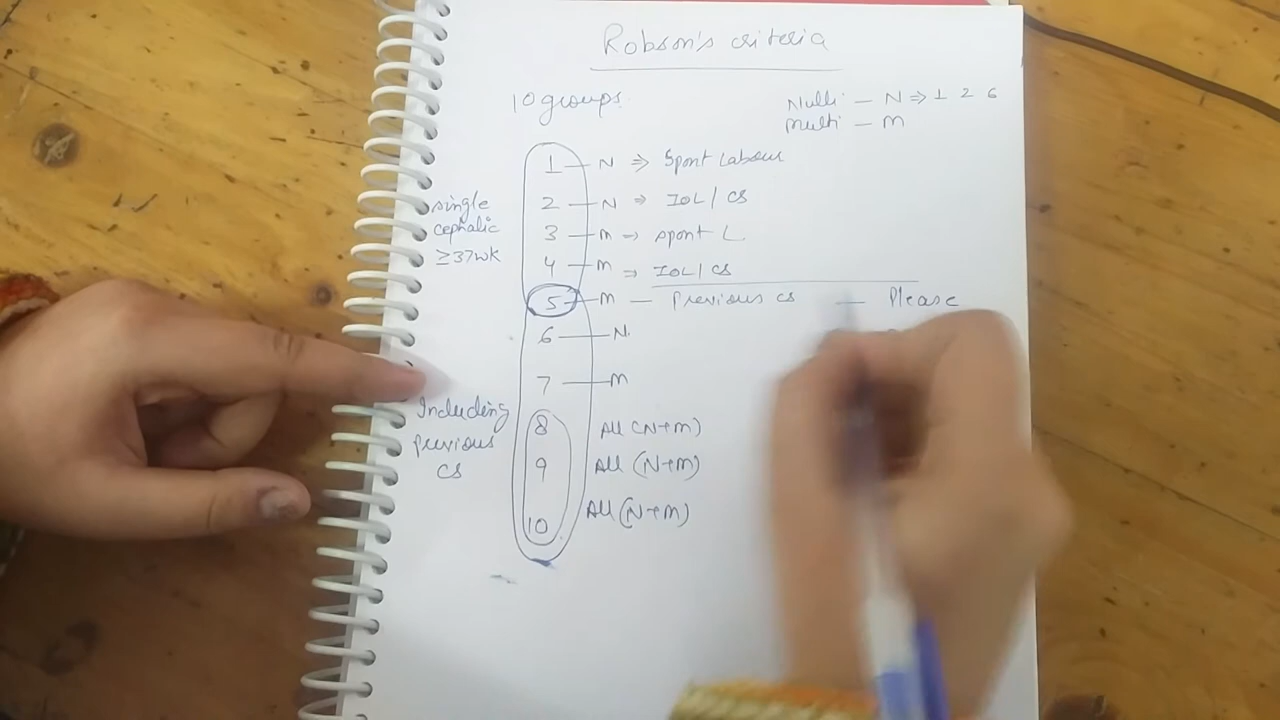 Robson's criteria
10 groups.
Nulli - N ⇒ 1 2 6
Multi - M
single
cephalic
≥37wk
1 - N ⇒ Spont Labour
2 - N ⇒ IOL / CS
3 - M ⇒ Spont L
4 - M ⇒ IOL / CS
5 - M - Previous CS - Please
6 - N
7 - M
Including
previous
CS
8 All (N+M)
9 All (N+M)
10 All (N+M)